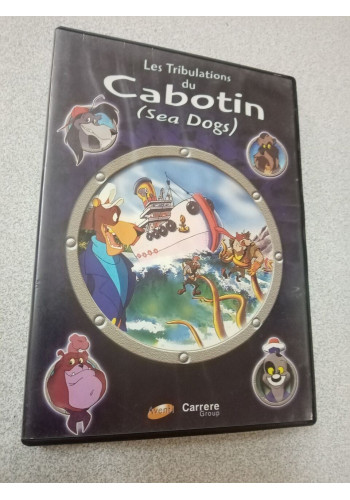 Les Tribulations
du
Cabotin
(Sea Dogs)
Carrere
Group